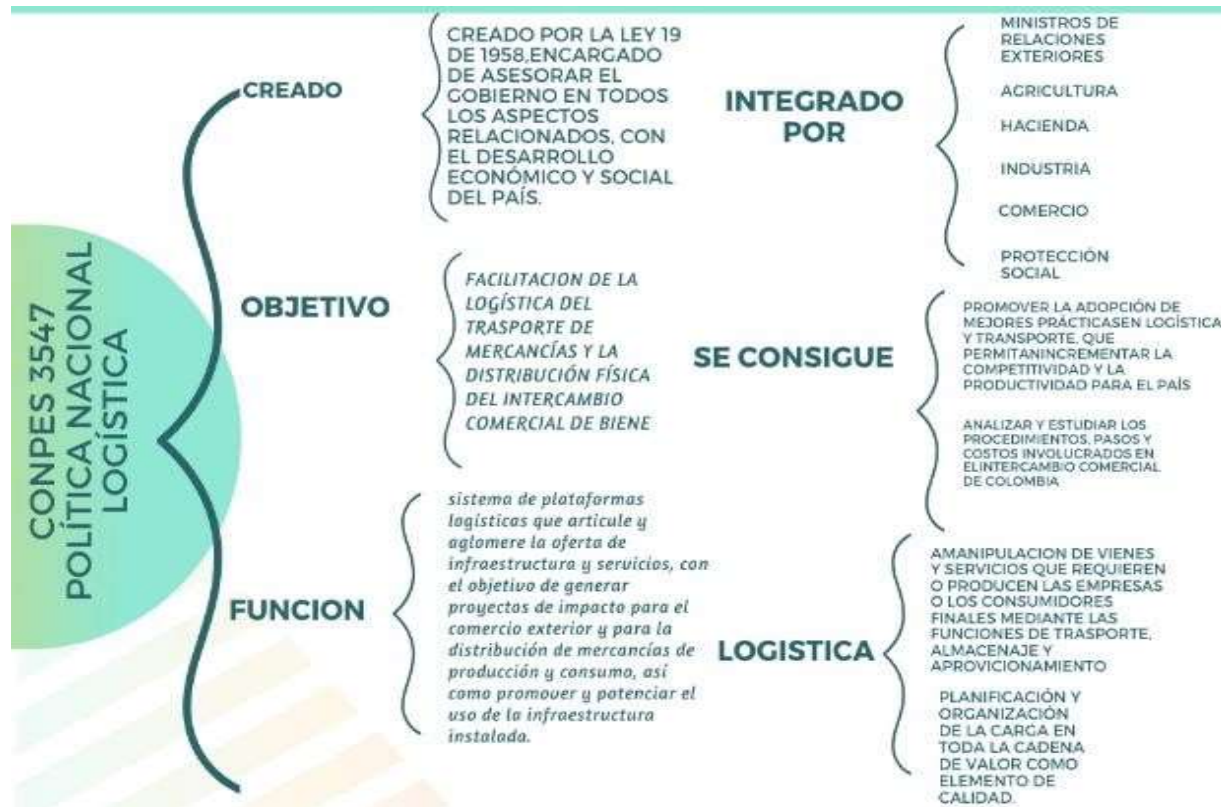 CONPES 3547
POLÍTICA NACIONAL
LOGÍSTICA
CREADO
CREADO POR LA LEY 19
DE 1958,ENCARGADO
DE ASESORAR EL
GOBIERNO EN TODOS
LOS ASPECTOS
RELACIONADOS, CON
EL DESARROLLO
ECONÓMICO Y SOCIAL
DEL PAÍS.
INTEGRADO
POR
MINISTROS DE
RELACIONES
EXTERIORES
AGRICULTURA
HACIENDA
INDUSTRIA
COMERCIO
PROTECCIÓN
SOCIAL
OBJETIVO
FACILITACION DE LA
LOGÍSTICA DEL
TRASPORTE DE
MERCANCÍAS Y LA
DISTRIBUCIÓN FÍSICA
DEL INTERCAMBIO
COMERCIAL DE BIENE
SE CONSIGUE
PROMOVER LA ADOPCIÓN DE
MEJORES PRÁCTICASEN LOGÍSTICA
Y TRANSPORTE, QUE
PERMITANINCREMENTAR LA
COMPETITIVIDAD Y LA
PRODUCTIVIDAD PARA EL PAÍS
ANALIZAR Y ESTUDIAR LOS
PROCEDIMIENTOS, PASOS Y
COSTOS INVOLUCRADOS EN
ELINTERCAMBIO COMERCIAL
DE COLOMBIA
FUNCION
sistema de plataformas
logísticas que articule y
aglomere la oferta de
infraestructura y servicios, con
el objetivo de generar
proyectos de impacto para el
comercio exterior y para la
distribución de mercancías de
producción y consumo, así
como promover y potenciar el
uso de la infraestructura
instalada.
LOGISTICA
AMANIPULACION DE VIENES
Y SERVICIOS QUE REQUIEREN
O PRODUCEN LAS EMPRESAS
O LOS CONSUMIDORES
FINALES MEDIANTE LAS
FUNCIONES DE TRASPORTE,
ALMACENAJE Y
APROVICIONAMIENTO
PLANIFICACIÓN Y
ORGANIZACIÓN
DE LA CARGA EN
TODA LA CADENA
DE VALOR COMO
ELEMENTO DE
CALIDAD.